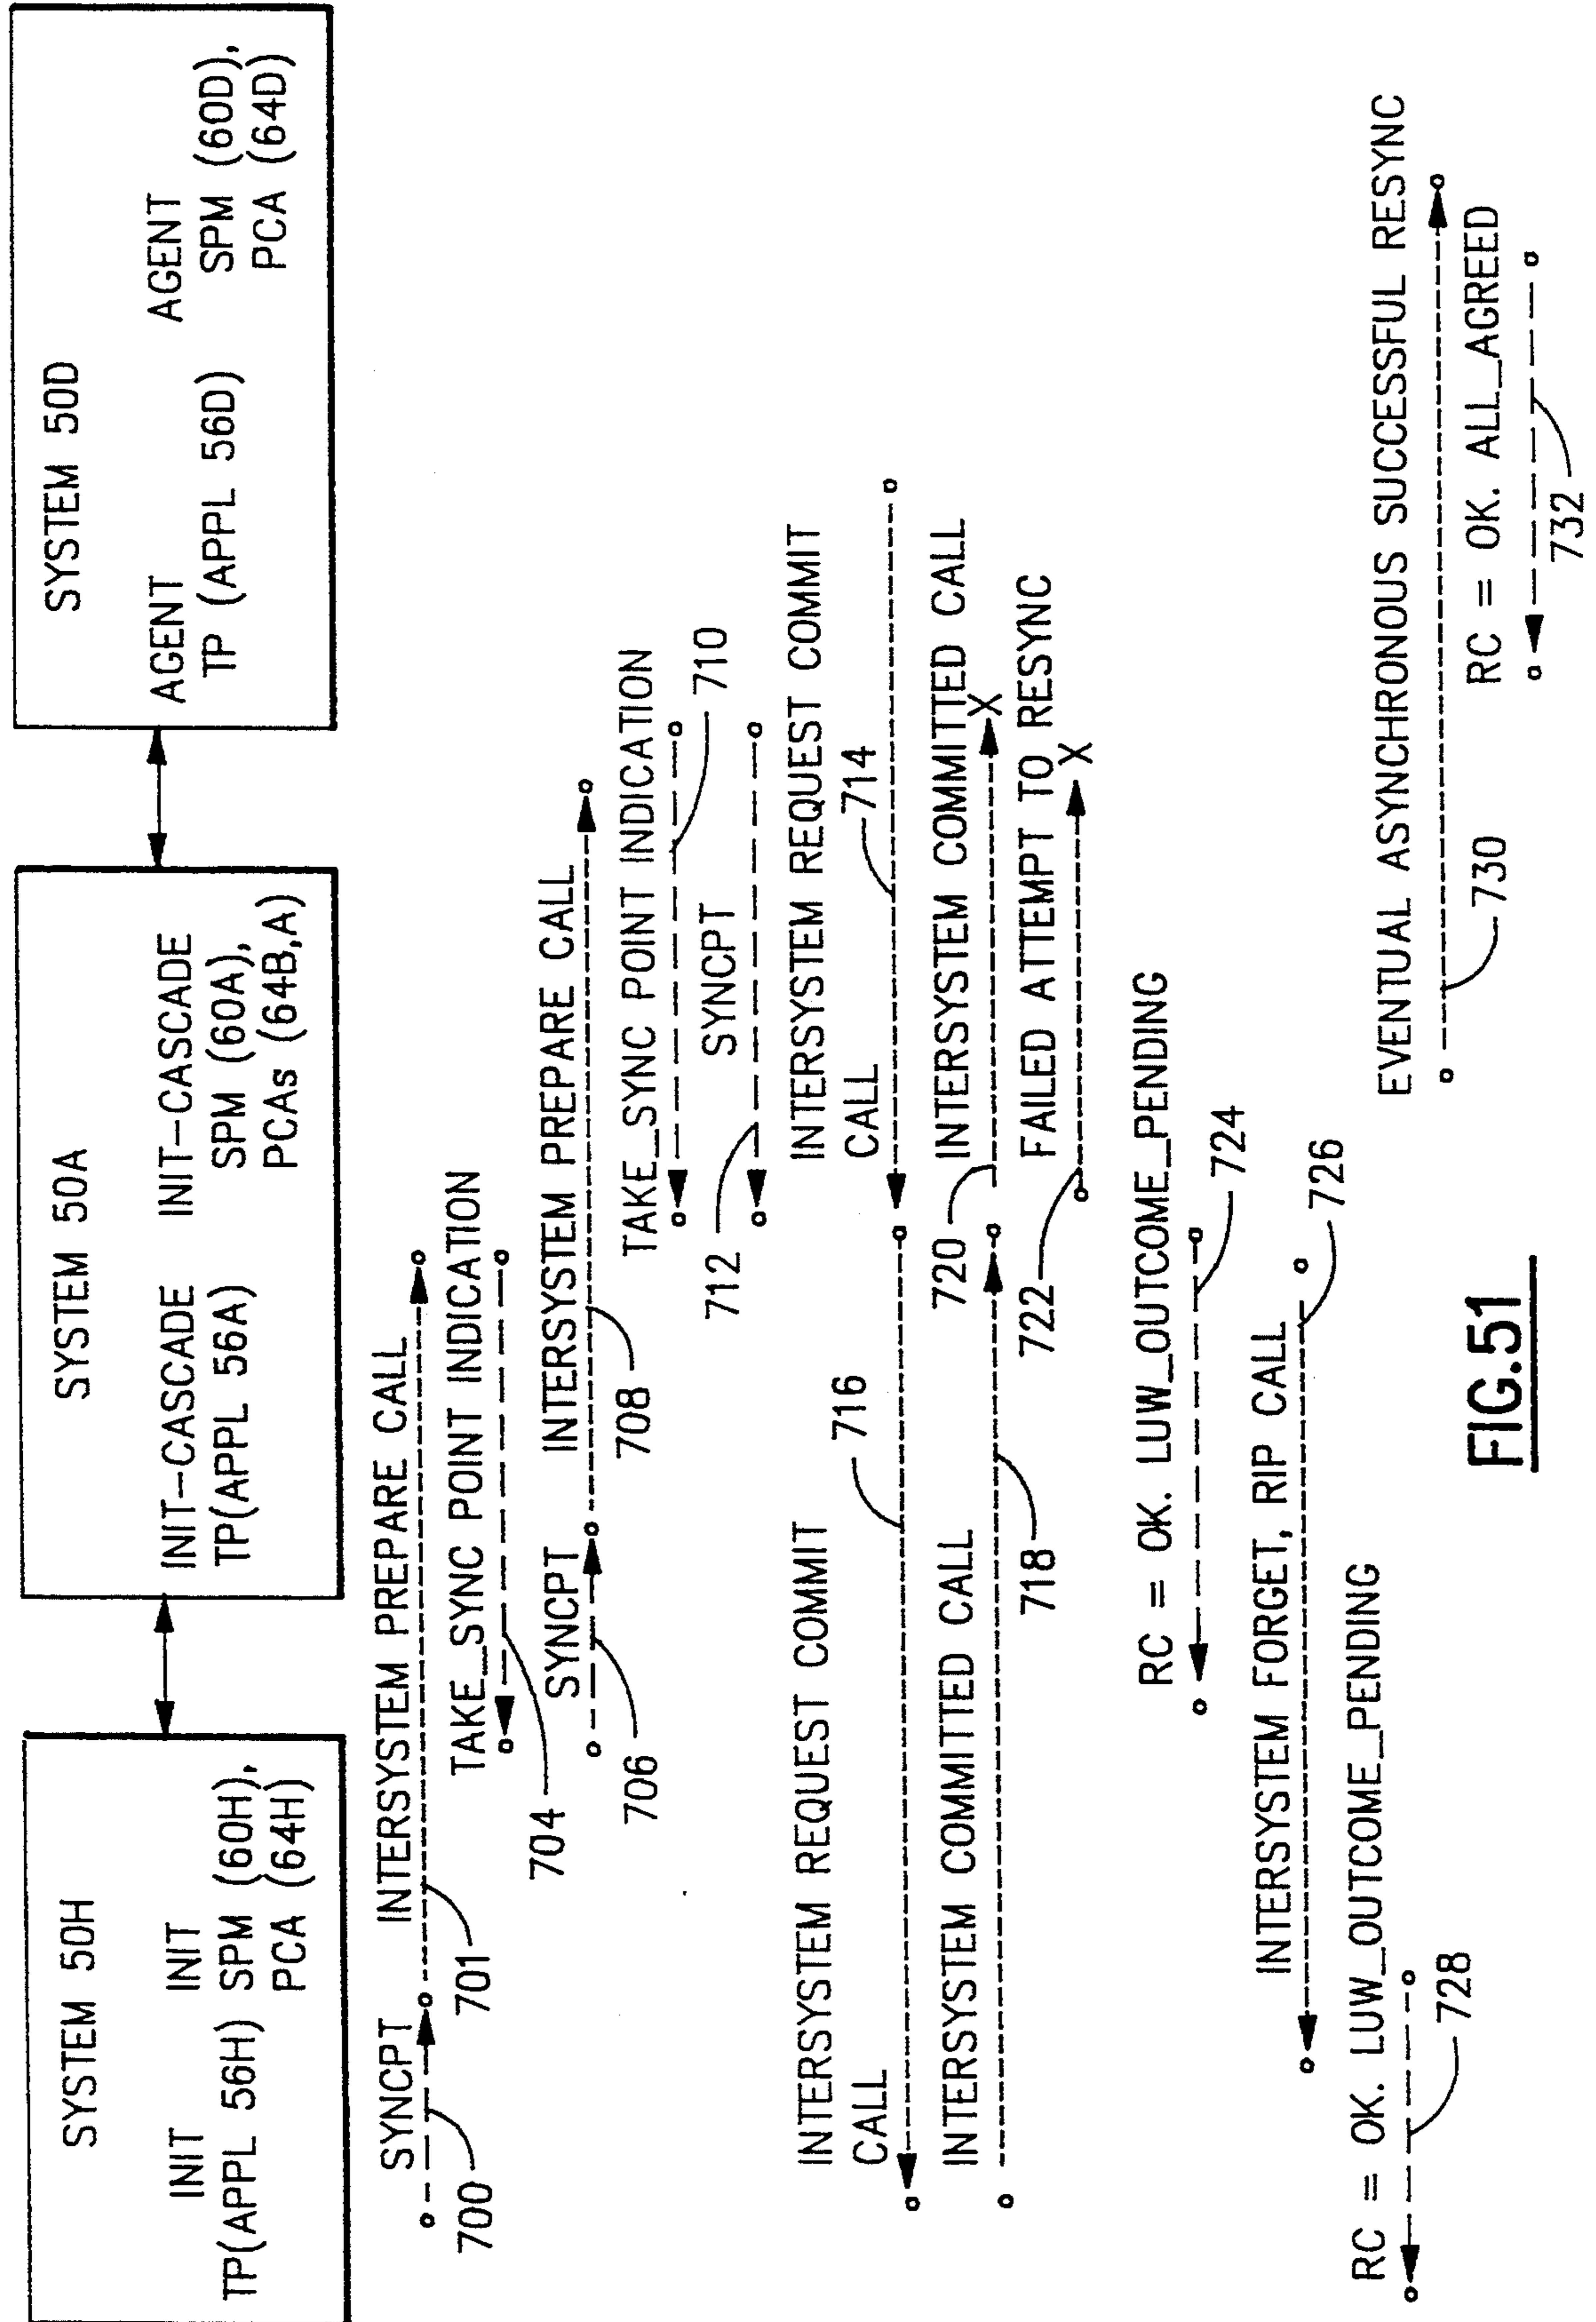 SYSTEM 50H
INIT INIT
TP(APPL 56H) SPM (60H),
PCA (64H)
SYSTEM 50A
INIT-CASCADE INIT-CASCADE
TP(APPL 56A) SPM (60A),
PCAs (64B,A)
SYSTEM 50D
AGENT AGENT
TP (APPL 56D) SPM (60D),
PCA (64D)
SYNCPT INTERSYSTEM PREPARE CALL
700 701
TAKE_SYNC POINT INDICATION
704
SYNCPT INTERSYSTEM PREPARE CALL
706 708
TAKE_SYNC POINT INDICATION
710
SYNCPT
712
INTERSYSTEM REQUEST COMMIT
CALL 716
INTERSYSTEM REQUEST COMMIT
CALL 714
INTERSYSTEM COMMITTED CALL
718
INTERSYSTEM COMMITTED CALL
720 X
FAILED ATTEMPT TO RESYNC
722 X
RC = OK. LUW_OUTCOME_PENDING
724
INTERSYSTEM FORGET, RIP CALL
726
RC = OK. LUW_OUTCOME_PENDING
728
EVENTUAL ASYNCHRONOUS SUCCESSFUL RESYNC
730
RC = OK. ALL_AGREED
732
FIG.51